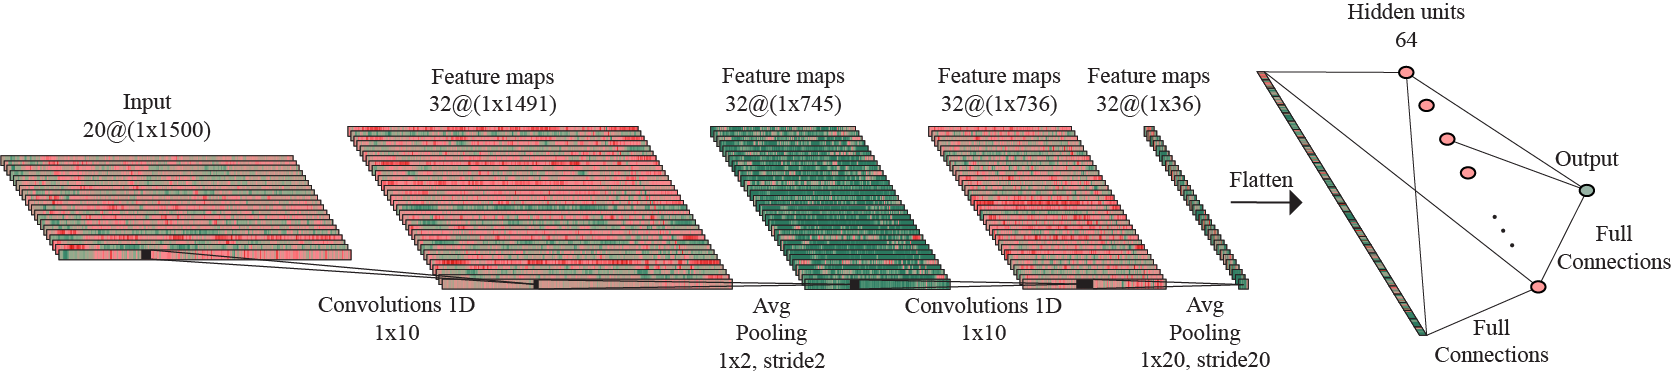 Input
20@(1x1500)
Feature maps
32@(1x1491)
Feature maps
32@(1x745)
Feature maps
32@(1x736)
Feature maps
32@(1x36)
Hidden units
64
Flatten
Output
Full
Connections
Convolutions 1D
1x10
Avg
Pooling
1x2, stride2
Convolutions 1D
1x10
Avg
Pooling
1x20, stride20
Full
Connections